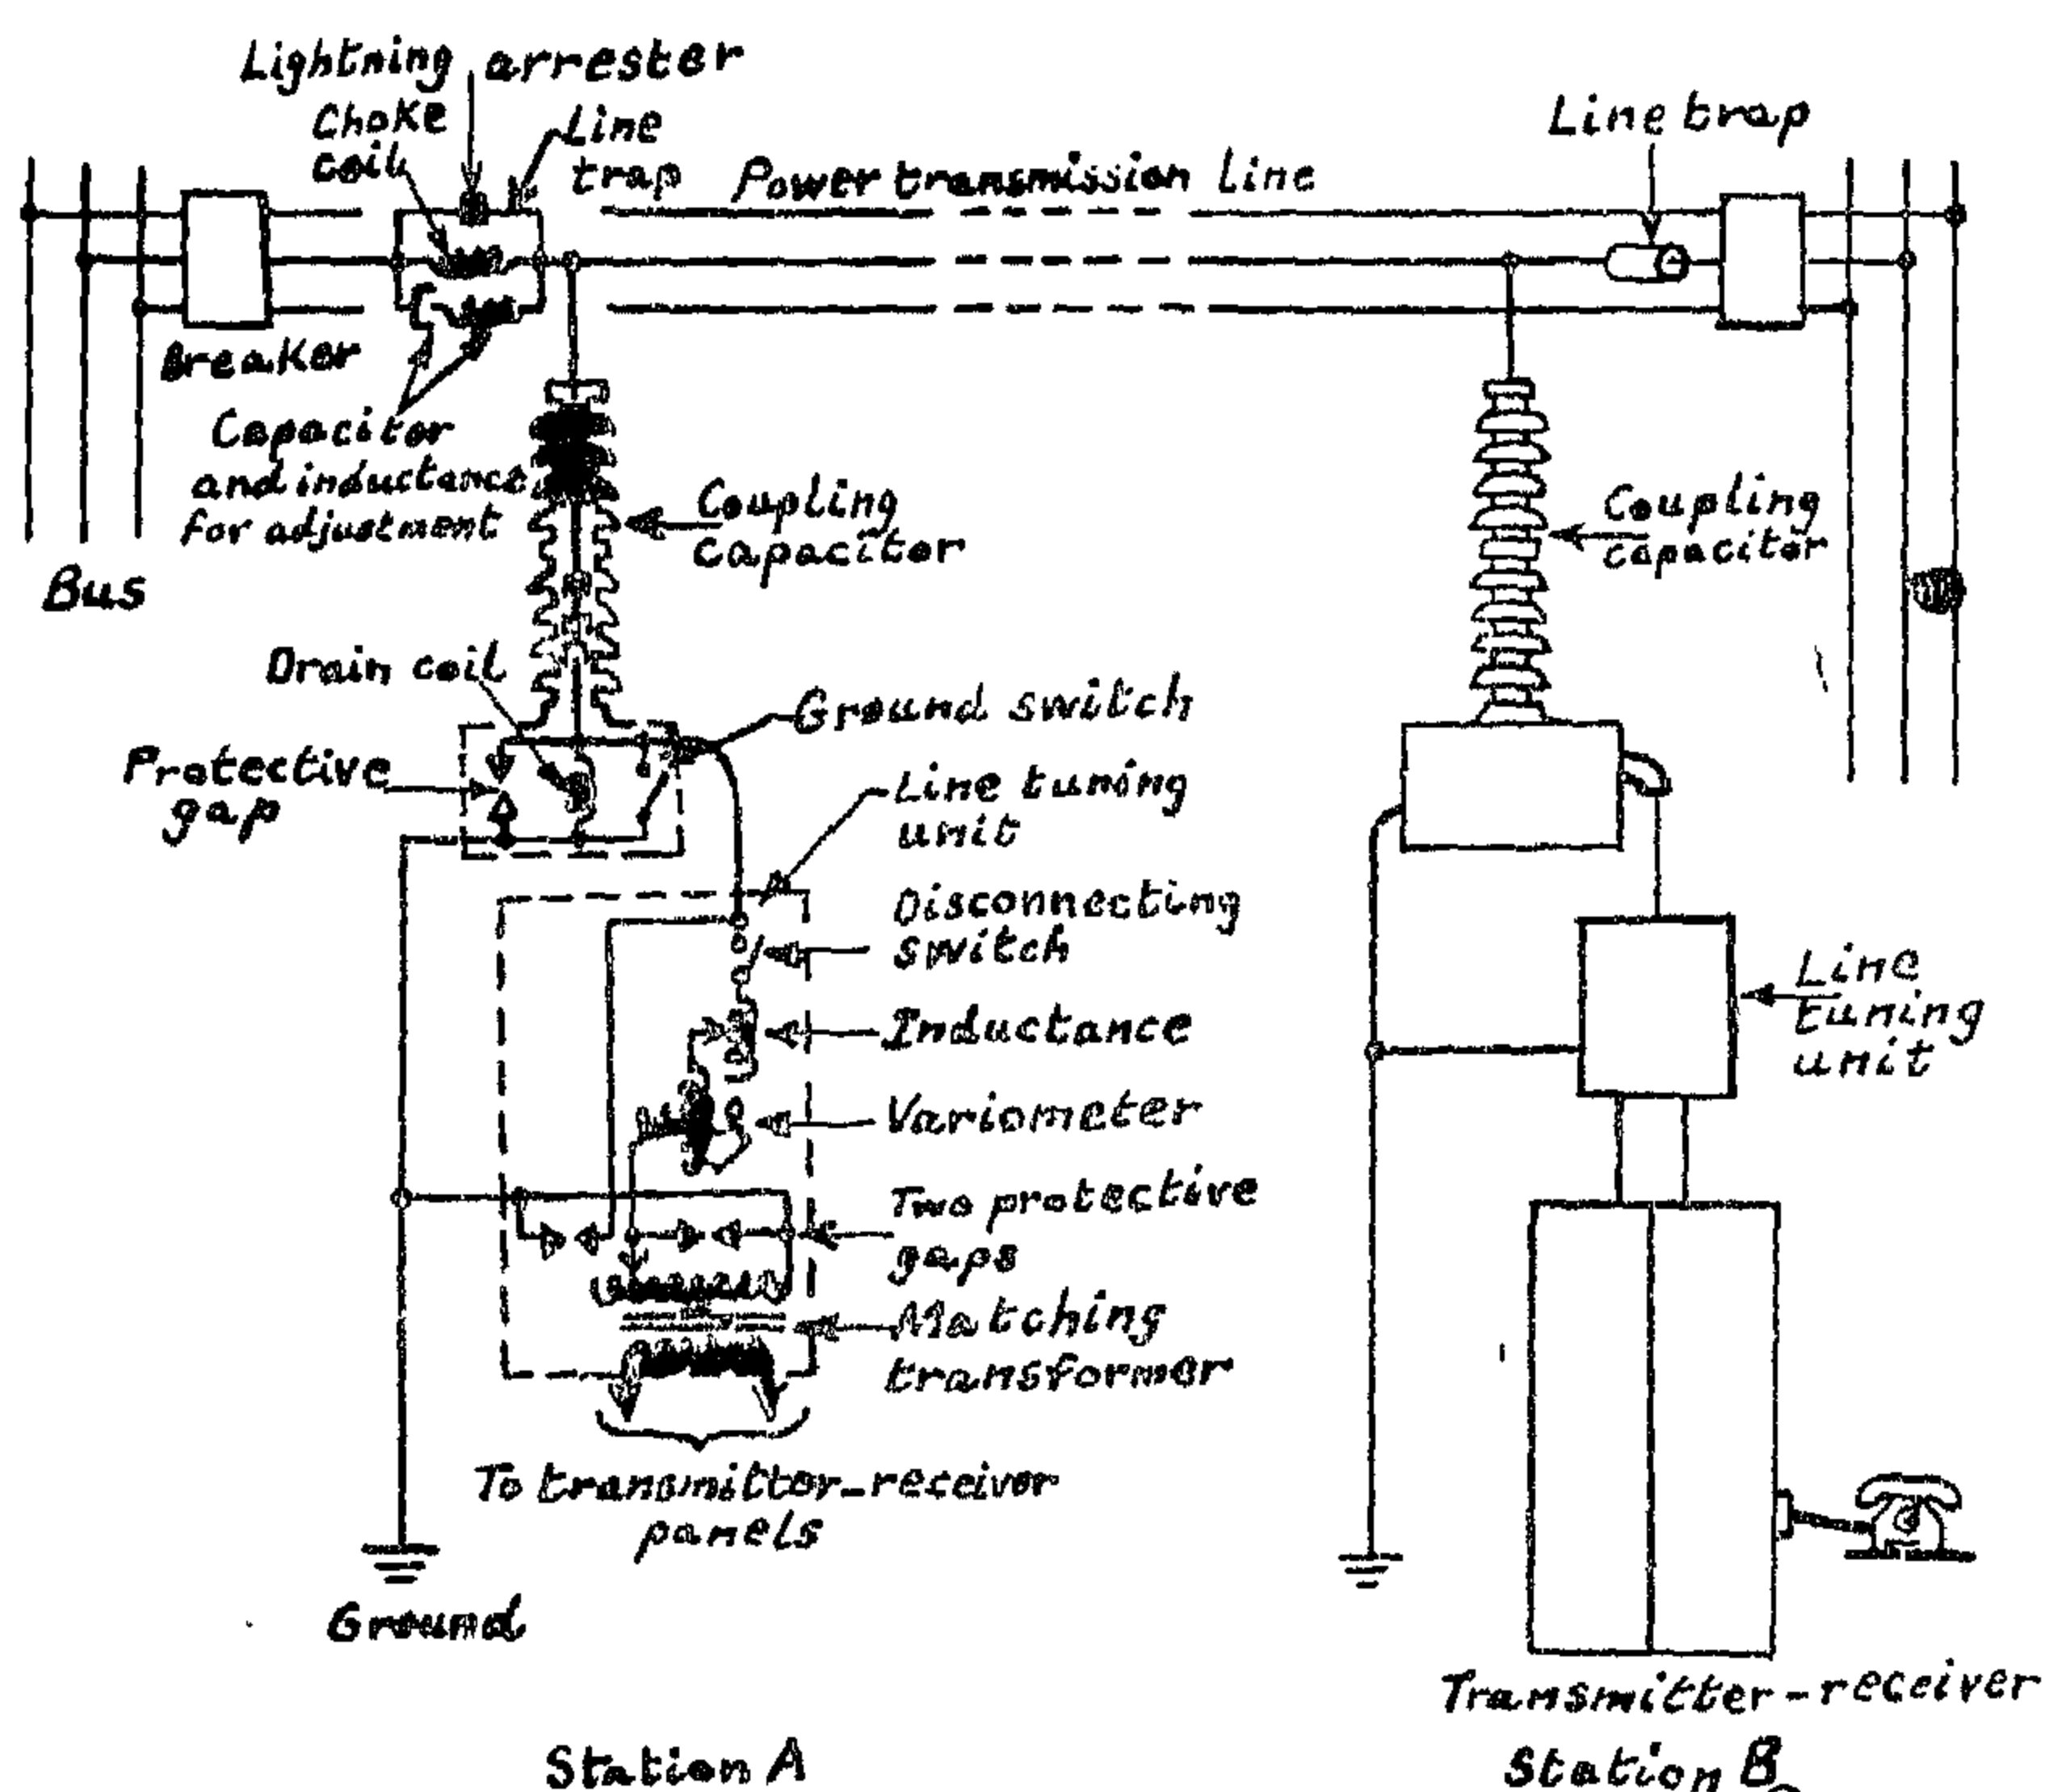 Lightning arrester
Choke
coil
Line
trap
Power transmission Line
Line trap
Breaker
Capacitor
and inductance
for adjustment
Bus
Coupling
capacitor
Coupling
capacitor
Drain coil
Ground switch
Protective
gap
Line tuning
unit
Disconnecting
switch
Inductance
Line
tuning
unit
Variometer
Two protective
gaps
Matching
transformer
To transmittor-receiver
panels
Ground
Transmitter-receiver
Station A
Station B